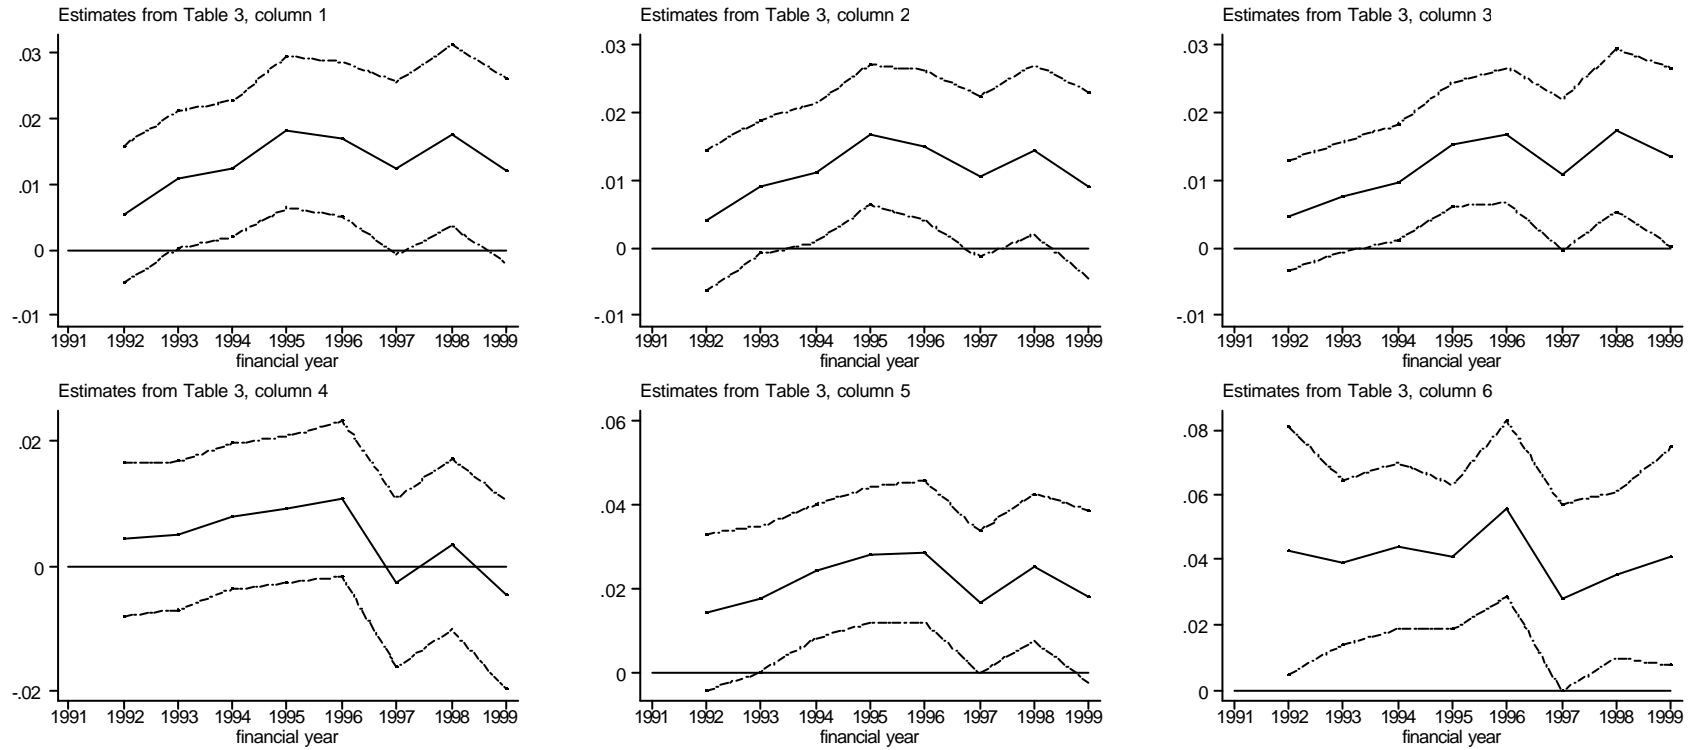 Estimates from Table 3, column 1
.03
.02
.01
0
-.01
1991 1992 1993 1994 1995 1996 1997 1998 1999
financial year
Estimates from Table 3, column 2
.03
.02
.01
0
-.01
1991 1992 1993 1994 1995 1996 1997 1998 1999
financial year
Estimates from Table 3, column 3
.03
.02
.01
0
-.01
1991 1992 1993 1994 1995 1996 1997 1998 1999
financial year
Estimates from Table 3, column 4
.02
0
-.02
1991 1992 1993 1994 1995 1996 1997 1998 1999
financial year
Estimates from Table 3, column 5
.06
.04
.02
0
1991 1992 1993 1994 1995 1996 1997 1998 1999
financial year
Estimates from Table 3, column 6
.08
.06
.04
.02
0
1991 1992 1993 1994 1995 1996 1997 1998 1999
financial year